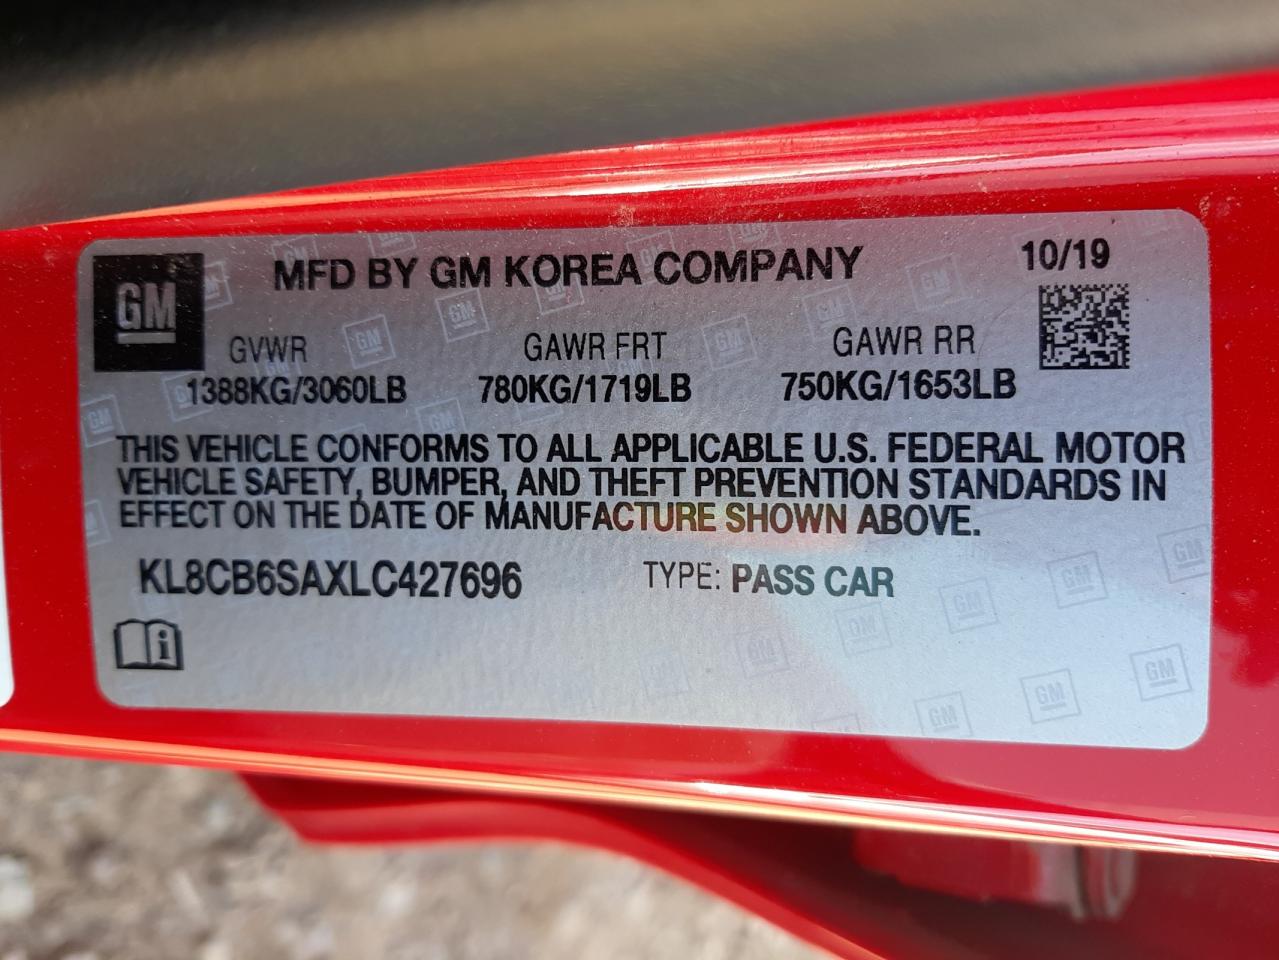 GM
MFD BY GM KOREA COMPANY
10/19
GVWR
1388KG/3060LB
GAWR FRT
780KG/1719LB
GAWR RR
750KG/1653LB
THIS VEHICLE CONFORMS TO ALL APPLICABLE U.S. FEDERAL MOTOR
VEHICLE SAFETY, BUMPER, AND THEFT PREVENTION STANDARDS IN
EFFECT ON THE DATE OF MANUFACTURE SHOWN ABOVE.
KL8CB6SAXLC427696
TYPE: PASS CAR
i